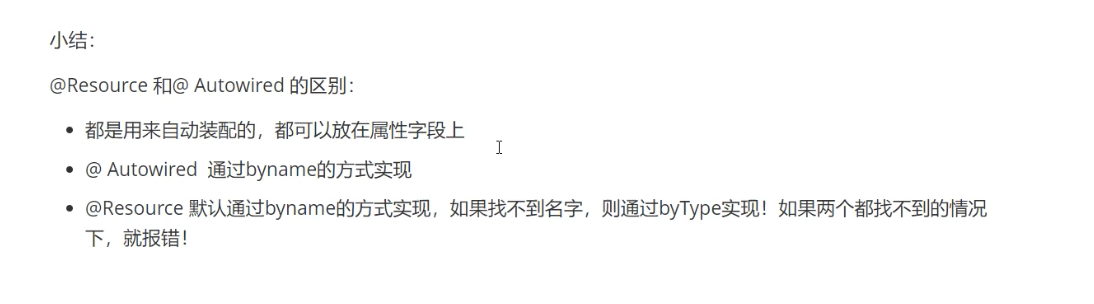 小结：
@Resource 和@ Autowired 的区别：
都是用来自动装配的，都可以放在属性字段上
@ Autowired 通过byname的方式实现
@Resource 默认通过byname的方式实现，如果找不到名字，则通过byType实现！如果两个都找不到的情况
下，就报错！